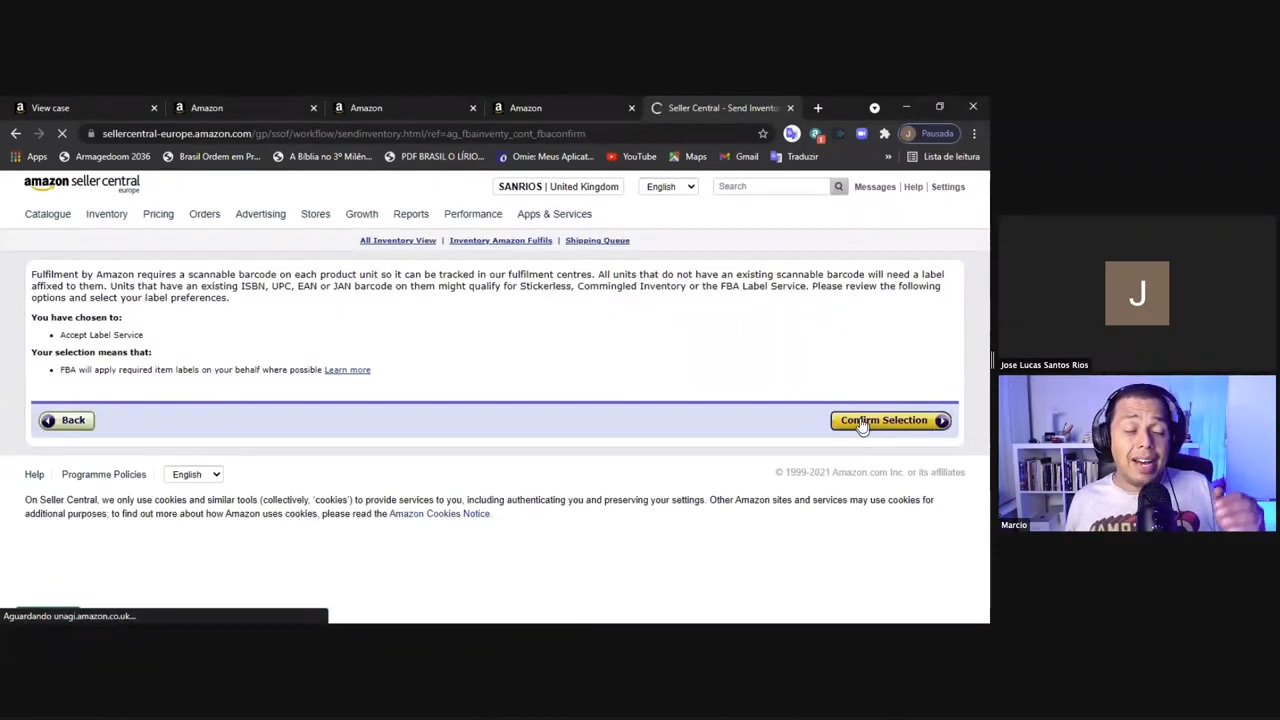 View case
Amazon
Amazon
Amazon
Seller Central - Send Invento
sellercentral-europe.amazon.com/gp/ssof/workflow/sendinventory.html/ref=ag_fbainventy_cont_fbaconfirm
J Pausada
Apps
Armagedoom 2036
Brasil Ordem em Pr...
A Bíblia no 3º Milên...
PDF BRASIL O LÍRIO...
Omie: Meus Aplicat...
YouTube
Maps
Gmail
Traduzir
»
Lista de leitura
amazon seller central
europe
SANRIOS | United Kingdom
English
Search
Messages | Help | Settings
Catalogue Inventory Pricing Orders Advertising Stores Growth Reports Performance Apps & Services
All Inventory View | Inventory Amazon Fulfils | Shipping Queue
Fulfilment by Amazon requires a scannable barcode on each product unit so it can be tracked in our fulfilment centres. All units that do not have an existing scannable barcode will need a label
affixed to them. Units that have an existing ISBN, UPC, EAN or JAN barcode on them might qualify for Stickerless, Commingled Inventory or the FBA Label Service. Please review the following
options and select your label preferences.
You have chosen to:
Accept Label Service
Your selection means that:
FBA will apply required item labels on your behalf where possible Learn more
Back
Confirm Selection
Help Programme Policies English
© 1999-2021 Amazon.com Inc. or its affiliates
On Seller Central, we only use cookies and similar tools (collectively, 'cookies') to provide services to you, including authenticating you and preserving your settings. Other Amazon sites and services may use cookies for
additional purposes; to find out more about how Amazon uses cookies, please read the Amazon Cookies Notice.
Aguardando unagi.amazon.co.uk...
J
Jose Lucas Santos Rios
Marcio